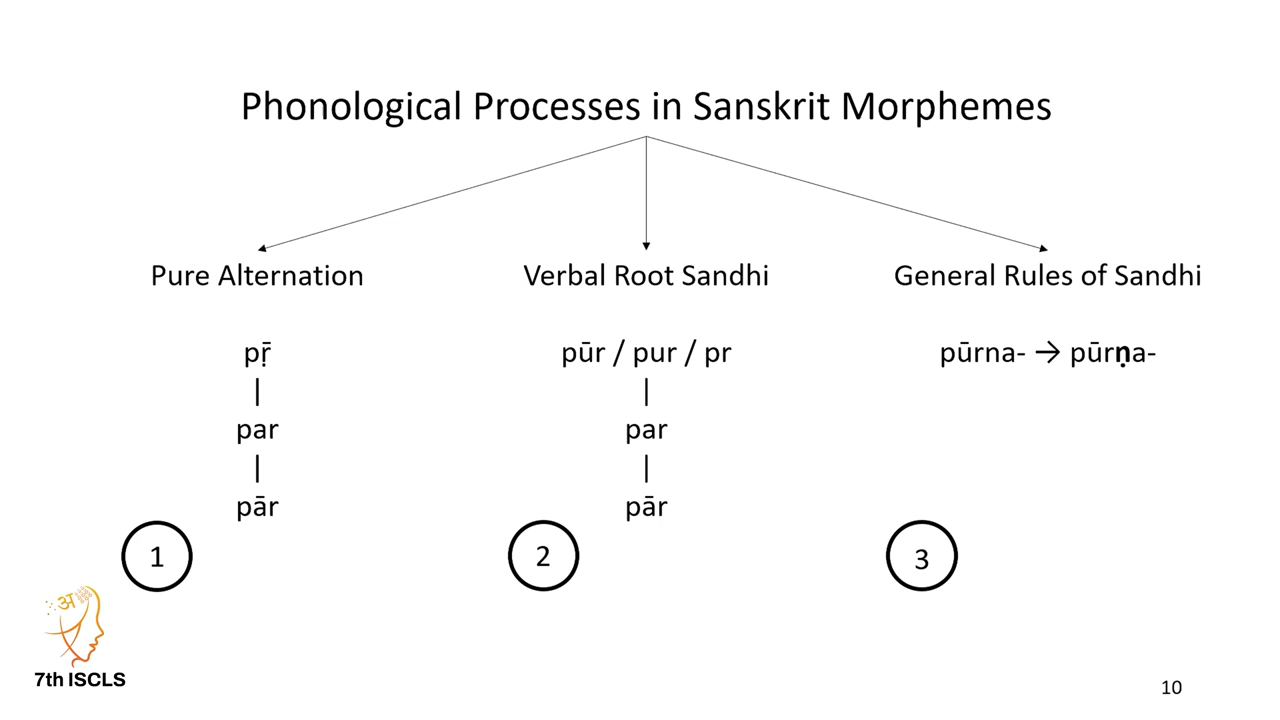 Phonological Processes in Sanskrit Morphemes
Pure Alternation
pṝ
|
par
|
pār
1
Verbal Root Sandhi
pūr / pur / pr
|
par
|
pār
2
General Rules of Sandhi
pūrna- → pūrṇa-
3
अ
7th ISCLS
10